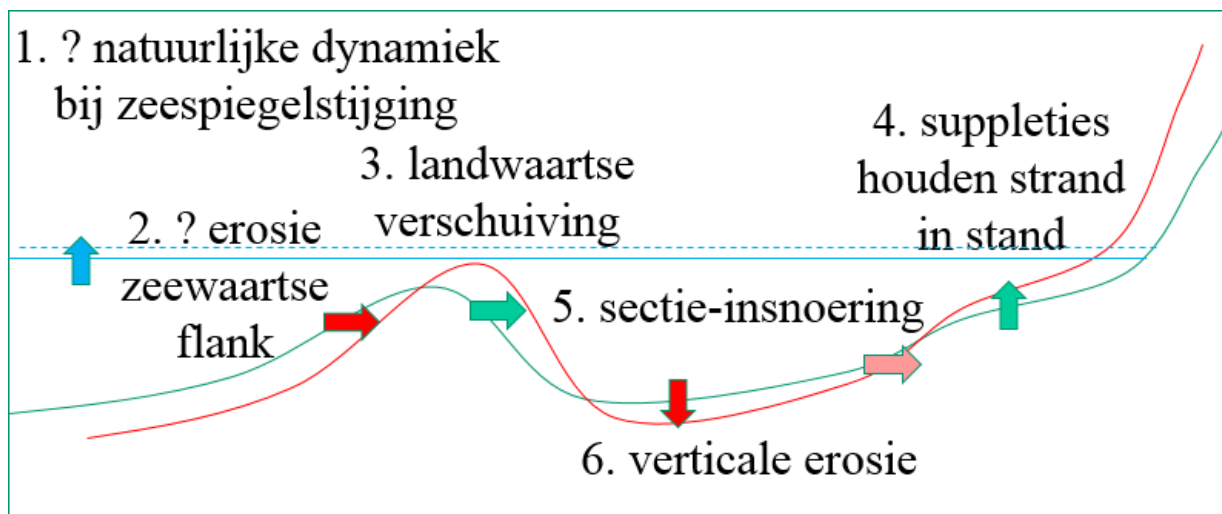 1. ? natuurlijke dynamiek
bij zeespiegelstijging
2. ? erosie
zeewaartse
flank
3. landwaartse
verschuiving
4. suppleties
houden strand
in stand
5. sectie-insnoering
6. verticale erosie